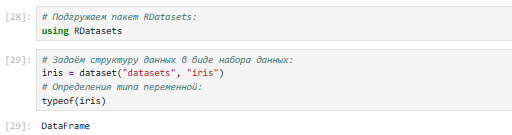 [28]: # Подгружаем пакет RDatasets:
using RDatasets
[29]: # Задаём структуру данных в виде набора данных:
iris = dataset("datasets", "iris")
# Определения типа переменной:
typeof(iris)
[29]: DataFrame